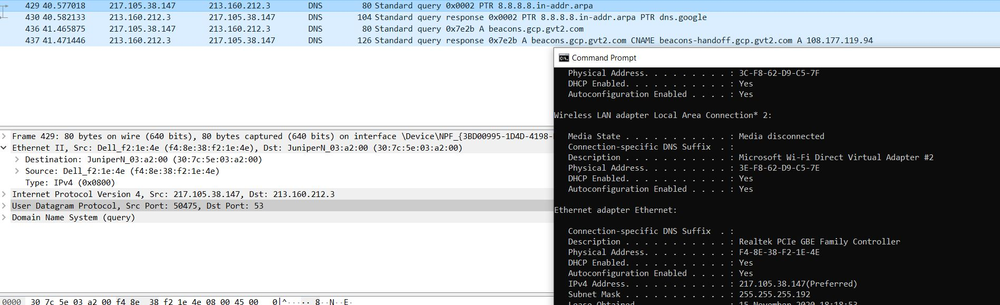 429 40.577018 217.105.38.147 213.160.212.3 DNS 80 Standard query 0x0002 PTR 8.8.8.8.in-addr.arpa
430 40.582133 213.160.212.3 217.105.38.147 DNS 104 Standard query response 0x0002 PTR 8.8.8.8.in-addr.arpa PTR dns.google
436 41.465875 217.105.38.147 213.160.212.3 DNS 80 Standard query 0x7e2b A beacons.gcp.gvt2.com
437 41.471446 213.160.212.3 217.105.38.147 DNS 126 Standard query response 0x7e2b A beacons.gcp.gvt2.com CNAME beacons-handoff.gcp.gvt2.com A 108.177.119.94
Frame 429: 80 bytes on wire (640 bits), 80 bytes captured (640 bits) on interface \Device\NPF_{3BD00995-1D4D-4198-
Ethernet II, Src: Dell_f2:1e:4e (f4:8e:38:f2:1e:4e), Dst: JuniperN_03:a2:00 (30:7c:5e:03:a2:00)
Destination: JuniperN_03:a2:00 (30:7c:5e:03:a2:00)
Source: Dell_f2:1e:4e (f4:8e:38:f2:1e:4e)
Type: IPv4 (0x0800)
Internet Protocol Version 4, Src: 217.105.38.147, Dst: 213.160.212.3
User Datagram Protocol, Src Port: 50475, Dst Port: 53
Domain Name System (query)
0000 30 7c 5e 03 a2 00 f4 8e 38 f2 1e 4e 08 00 45 00 0|^····· 8··N··E·
Command Prompt
Physical Address. . . . . . . . . : 3C-F8-62-D9-C5-7F
DHCP Enabled. . . . . . . . . . . : Yes
Autoconfiguration Enabled . . . . : Yes
Wireless LAN adapter Local Area Connection* 2:
Media State . . . . . . . . . . . : Media disconnected
Connection-specific DNS Suffix . :
Description . . . . . . . . . . . : Microsoft Wi-Fi Direct Virtual Adapter #2
Physical Address. . . . . . . . . : 3E-F8-62-D9-C5-7E
DHCP Enabled. . . . . . . . . . . : Yes
Autoconfiguration Enabled . . . . : Yes
Ethernet adapter Ethernet:
Connection-specific DNS Suffix . :
Description . . . . . . . . . . . : Realtek PCIe GBE Family Controller
Physical Address. . . . . . . . . : F4-8E-38-F2-1E-4E
DHCP Enabled. . . . . . . . . . . : Yes
Autoconfiguration Enabled . . . . : Yes
IPv4 Address. . . . . . . . . . . : 217.105.38.147(Preferred)
Subnet Mask . . . . . . . . . . . : 255.255.255.192
Lease Obtained. . . . . . . . . . : 15 November 2020 18:18:53